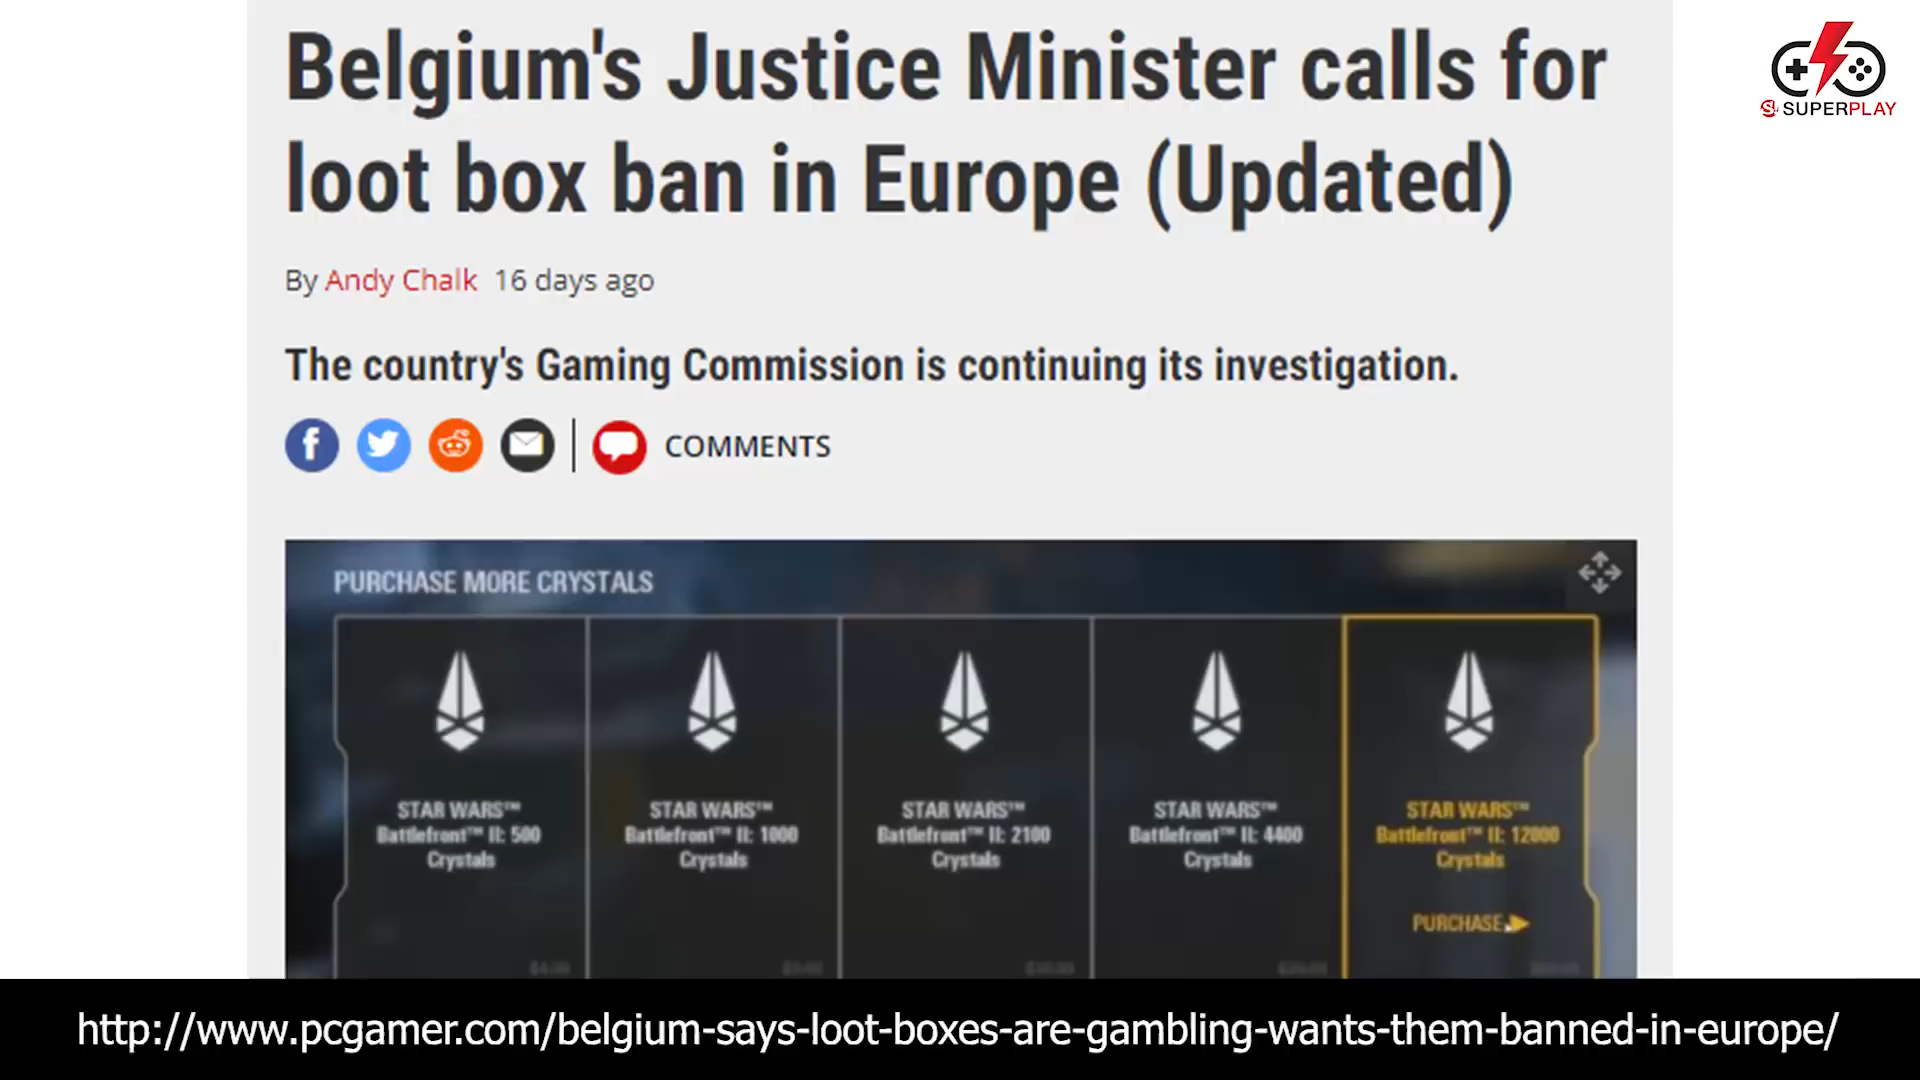 Belgium's Justice Minister calls for
loot box ban in Europe (Updated)
SUPERPLAY
By Andy Chalk 16 days ago
The country's Gaming Commission is continuing its investigation.
COMMENTS
PURCHASE MORE CRYSTALS
STAR WARS™
Battlefront™ II: 500
Crystals
STAR WARS™
Battlefront™ II: 1000
Crystals
STAR WARS™
Battlefront™ II: 2100
Crystals
STAR WARS™
Battlefront™ II: 4400
Crystals
STAR WARS™
Battlefront™ II: 12000
Crystals
PURCHASE
http://www.pcgamer.com/belgium-says-loot-boxes-are-gambling-wants-them-banned-in-europe/